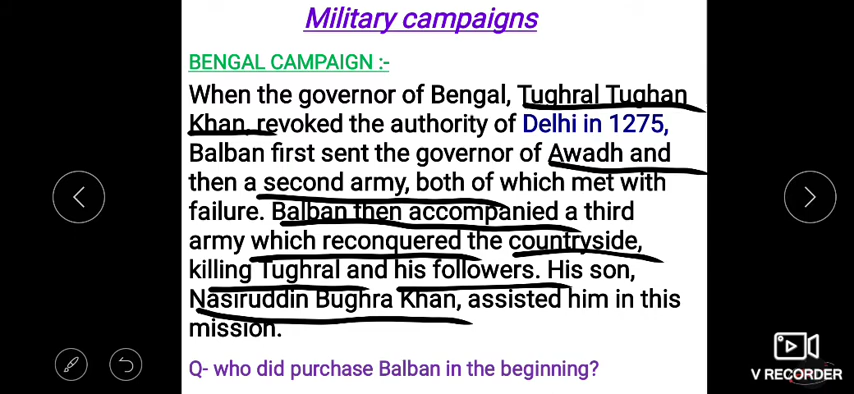 Military campaigns
BENGAL CAMPAIGN :-
When the governor of Bengal, Tughral Tughan
Khan, revoked the authority of Delhi in 1275,
Balban first sent the governor of Awadh and
then a second army, both of which met with
failure. Balban then accompanied a third
army which reconquered the countryside,
killing Tughral and his followers. His son,
Nasiruddin Bughra Khan, assisted him in this
mission.
Q- who did purchase Balban in the beginning?
V RECORDER